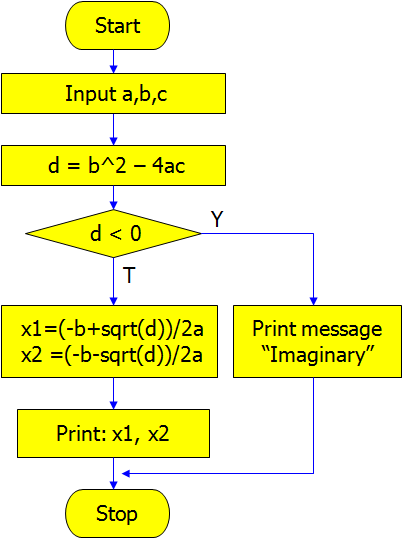 Start
Input a,b,c
d = b^2 – 4ac
d < 0
Y
T
x1=(-b+sqrt(d))/2a
x2 =(-b-sqrt(d))/2a
Print message
“Imaginary”
Print: x1, x2
Stop